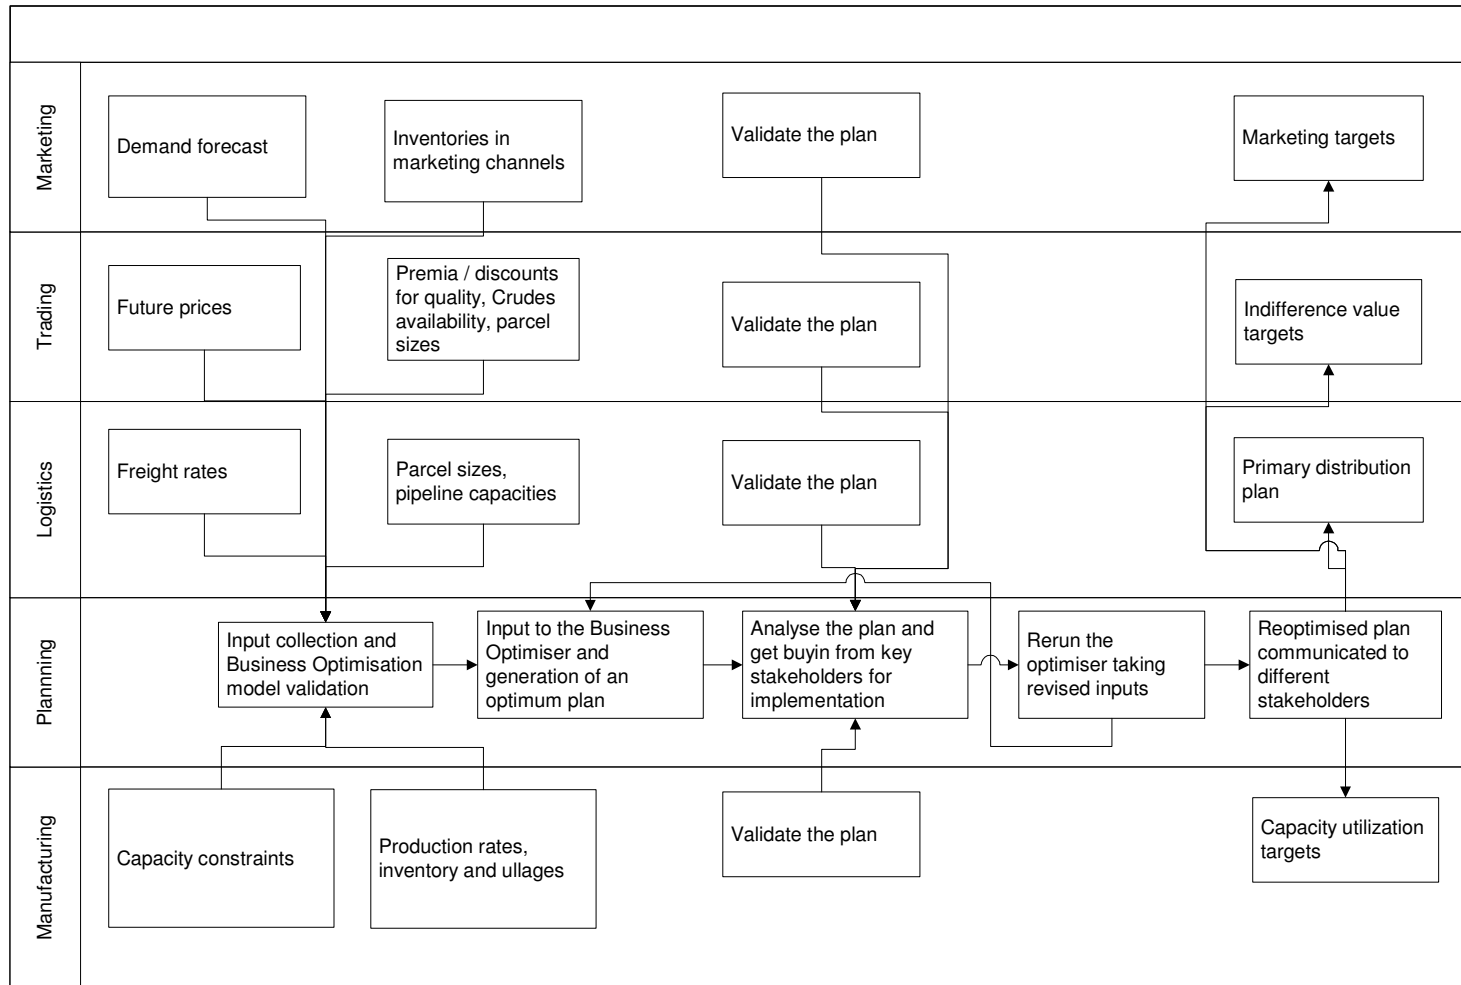 Marketing
Demand forecast
Inventories in
marketing channels
Validate the plan
Marketing targets
Trading
Future prices
Premia / discounts
for quality, Crudes
availability, parcel
sizes
Validate the plan
Indifference value
targets
Logistics
Freight rates
Parcel sizes,
pipeline capacities
Validate the plan
Primary distribution
plan
Plannning
Input collection and
Business Optimisation
model validation
Input to the Business
Optimiser and
generation of an
optimum plan
Analyse the plan and
get buyin from key
stakeholders for
implementation
Rerun the
optimiser taking
revised inputs
Reoptimised plan
communicated to
different
stakeholders
Manufacturing
Capacity constraints
Production rates,
inventory and ullages
Validate the plan
Capacity utilization
targets